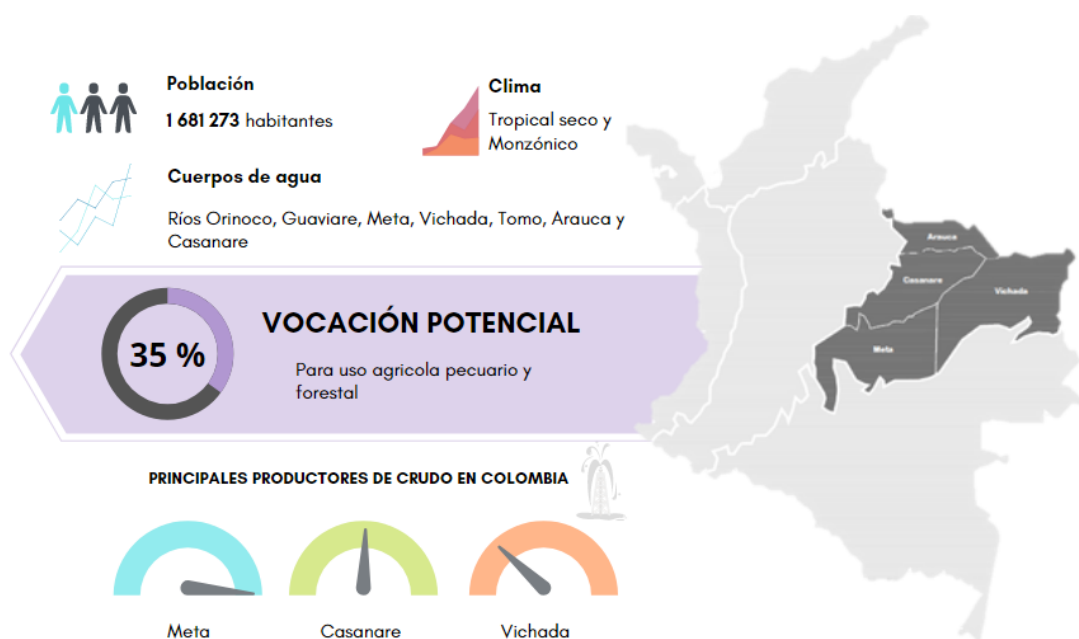 Población
1 681 273 habitantes
Clima
Tropical seco y
Monzónico
Cuerpos de agua
Ríos Orinoco, Guaviare, Meta, Vichada, Tomo, Arauca y
Casanare
VOCACIÓN POTENCIAL
35 %
Para uso agricola pecuario y
forestal
Arauca
Casanare
Vichada
Meta
PRINCIPALES PRODUCTORES DE CRUDO EN COLOMBIA
Meta
Casanare
Vichada